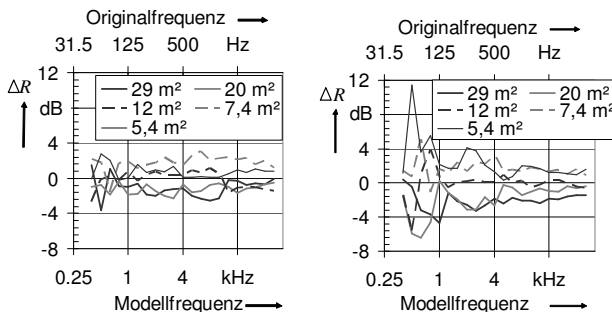 Originalfrequenz
31.5 125 500 Hz
12
ΔR
dB
4
0
-4
-8
29 m² 20 m²
12 m² 7,4 m²
5,4 m²
0.25 1 4 kHz
Modellfrequenz
Originalfrequenz
31.5 125 500 Hz
12
ΔR
dB
4
0
-4
-8
29 m² 20 m²
12 m² 7,4 m²
5,4 m²
0.25 1 4 kHz
Modellfrequenz